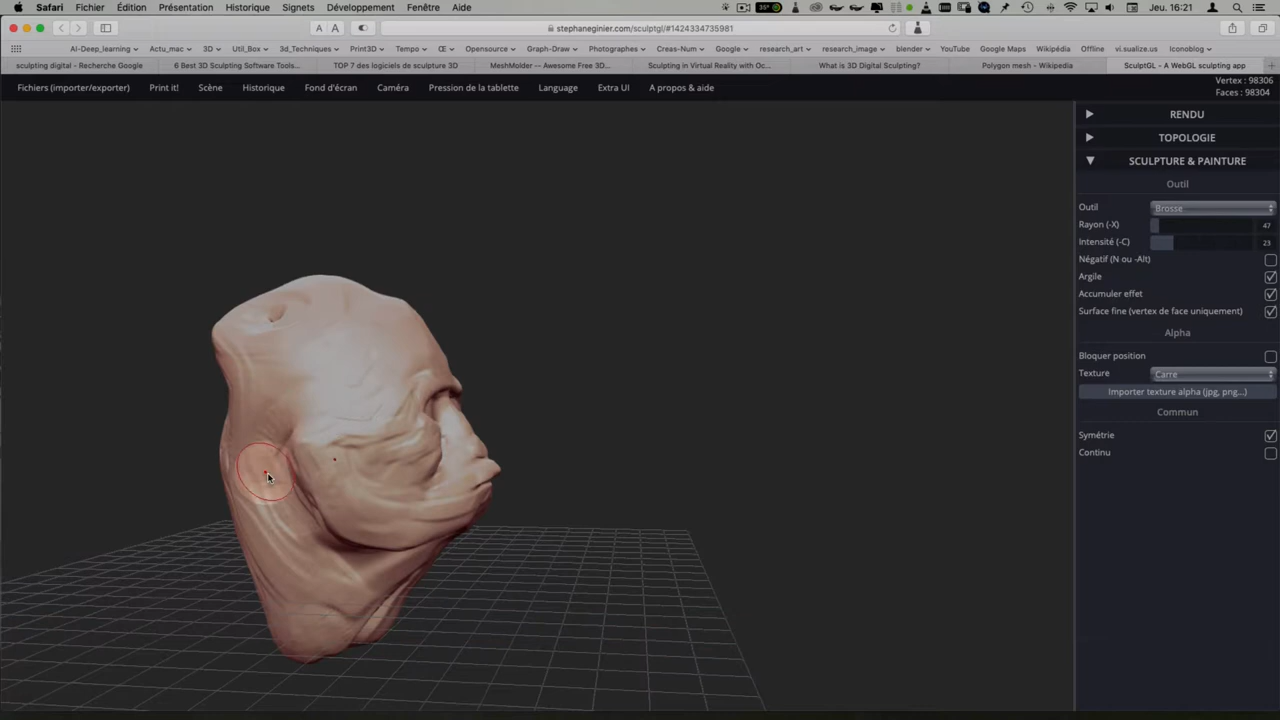 Safari Fichier Édition Présentation Historique Signets Développement Fenêtre Aide 35° Jeu. 16:21
A A stephaneginier.com/sculptgl/#1424334735981
AI-Deep_learning Actu_mac 3D Util_Box 3d_Techniques Print3D Tempo Œ Opensource Graph-Draw Photographes Creas-Num Google research_art research_image blender YouTube Google Maps Wikipédia Offline vi.sualize.us Iconoblog
sculpting digital - Recherche Google 6 Best 3D Sculpting Software Tools... TOP 7 des logiciels de sculpture 3D MeshMolder -- Awesome Free 3D... Sculpting in Virtual Reality with Oc... What is 3D Digital Sculpting? Polygon mesh - Wikipedia SculptGL - A WebGL sculpting app
Fichiers (importer/exporter) Print it! Scène Historique Fond d'écran Caméra Pression de la tablette Language Extra UI A propos & aide
Vertex : 98306
Faces : 98304
RENDU
TOPOLOGIE
SCULPTURE & PAINTURE
Outil
Outil Brosse
Rayon (-X) 47
Intensité (-C) 23
Négatif (N ou -Alt)
Argile
Accumuler effet
Surface fine (vertex de face uniquement)
Alpha
Bloquer position
Texture Carre
Importer texture alpha (jpg, png...)
Commun
Symétrie
Continu